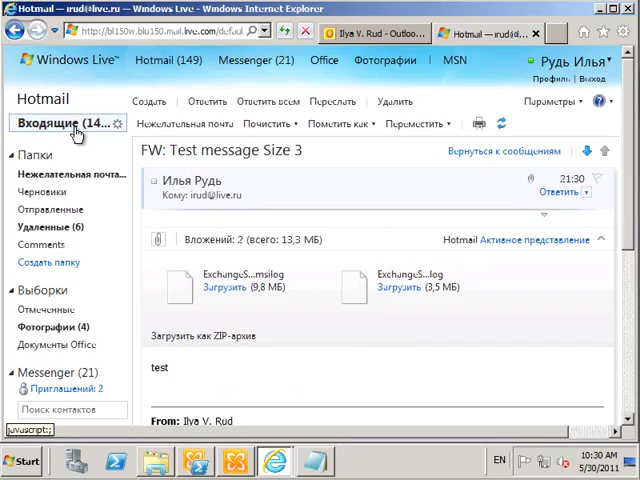 Hotmail — irud@live.ru — Windows Live - Windows Internet Explorer
http://bl150w.blu150.mail.live.com/defaul
Ilya V. Rud - Outloo...
Hotmail — irud@l...
Windows Live™
Hotmail (149)
Messenger (21)
Office
Фотографии
MSN
Рудь Илья
Профиль
Выход
Hotmail
Входящие (14...
Папки
Нежелательная почта...
Черновики
Отправленные
Удаленные (6)
Comments
Создать папку
Выборки
Отмеченные
Фотографии (4)
Документы Office
Messenger (21)
Приглашений: 2
Поиск контактов
Создать
Ответить
Ответить всем
Переслать
Удалить
Параметры
Нежелательная почта
Почистить
Пометить как
Переместить
FW: Test message Size 3
Вернуться к сообщениям
Илья Рудь
Кому: irud@live.ru
21:30
Ответить
Вложений: 2 (всего: 13,3 МБ)
Hotmail Активное представление
ExchangeS...msilog
Загрузить (9,8 МБ)
ExchangeS...log
Загрузить (3,5 МБ)
Загрузить как ZIP-архив
test
From: Ilya V. Rud
javascript:;
Start
EN
10:30 AM
5/30/2011